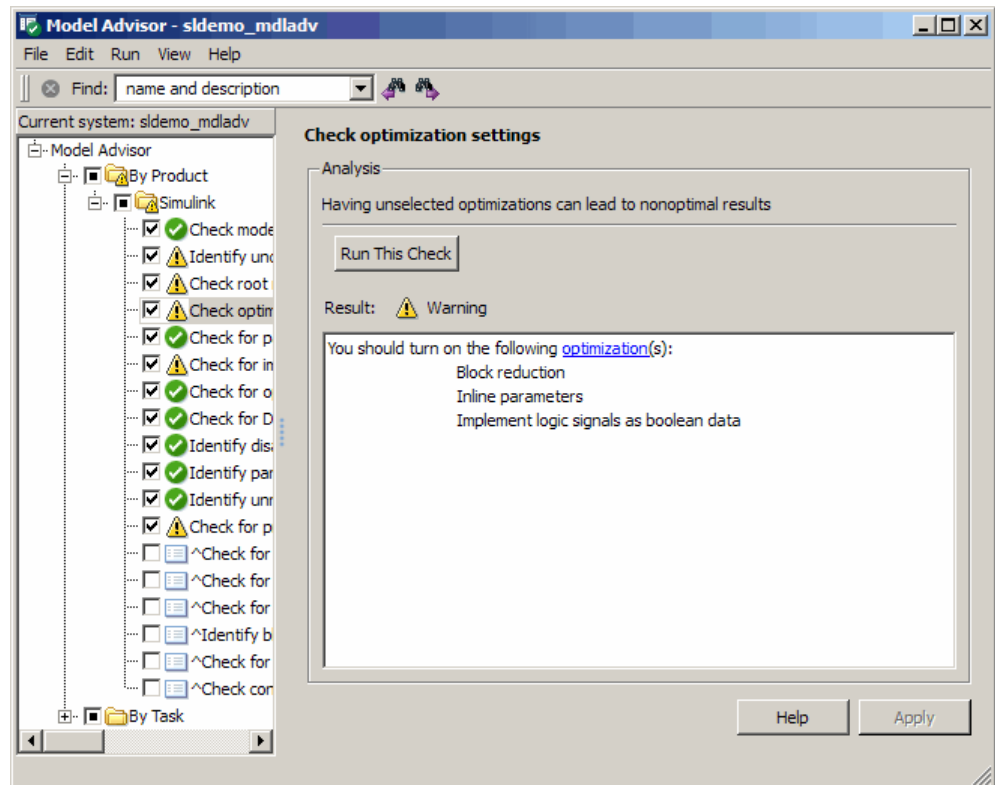 Model Advisor - sldemo_mdladv
File Edit Run View Help
Find: name and description
Current system: sldemo_mdladv
Model Advisor
By Product
Simulink
Check mode
Identify unc
Check root
Check optim
Check for p
Check for im
Check for o
Check for D
Identify disa
Identify par
Identify unr
Check for p
^Check for
^Check for
^Check for
^Identify b
^Check for
^Check con
By Task
Check optimization settings
Analysis
Having unselected optimizations can lead to nonoptimal results
Run This Check
Result: Warning
You should turn on the following optimization(s):
Block reduction
Inline parameters
Implement logic signals as boolean data
Help Apply